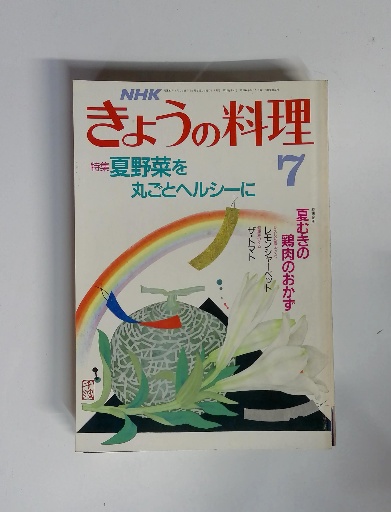 NHK
きょうの料理
特集 夏野菜を
丸ごとヘルシーに
7
夏むきの
鶏肉のおかず
レモンシャーベット
ザ・トマト